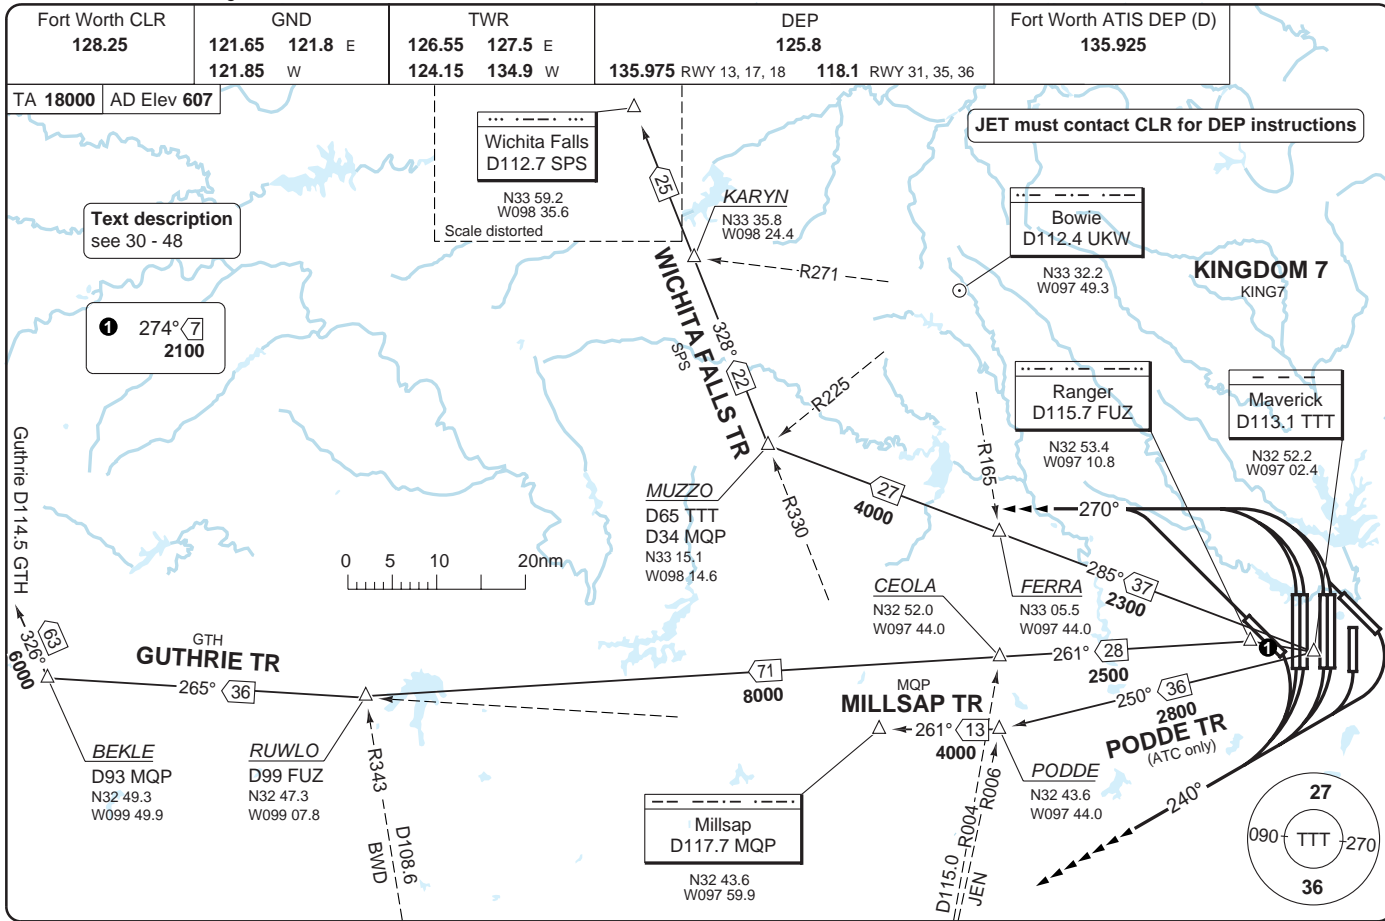 Fort Worth CLR
128.25
GND
121.65 121.8 E
121.85 W
TWR
126.55 127.5 E
124.15 134.9 W
DEP
125.8
135.975 RWY 13, 17, 18 118.1 RWY 31, 35, 36
Fort Worth ATIS DEP (D)
135.925
TA 18000 AD Elev 607
JET must contact CLR for DEP instructions
Wichita Falls
D112.7 SPS
N33 59.2
W098 35.6
Scale distorted
25
KARYN
N33 35.8
W098 24.4
Text description
see 30 - 48
Bowie
D112.4 UKW
N33 32.2
W097 49.3
KINGDOM 7
KING7
R271
1 274° 7
2100
WICHITA FALLS TR
SPS
328°
22
R225
Ranger
D115.7 FUZ
N32 53.4
W097 10.8
Maverick
D113.1 TTT
N32 52.2
W097 02.4
R165
Guthrie D114.5 GTH
MUZZO
D65 TTT
D34 MQP
N33 15.1
W098 14.6
R330
27
4000
270°
0 5 10 20nm
285°
37
2300
CEOLA
N32 52.0
W097 44.0
FERRA
N33 05.5
W097 44.0
63
326°
6000
GTH
GUTHRIE TR
265° 36
71
8000
261° 28
2500
1
MQP
MILLSAP TR
261° 13
4000
250° 36
2800
PODDE TR
(ATC only)
BEKLE
D93 MQP
N32 49.3
W099 49.9
RUWLO
D99 FUZ
N32 47.3
W099 07.8
R343
D108.6
BWD
Millsap
D117.7 MQP
N32 43.6
W097 59.9
R004
R006
D115.0
JEN
PODDE
N32 43.6
W097 44.0
240°
27
090 TTT 270
36